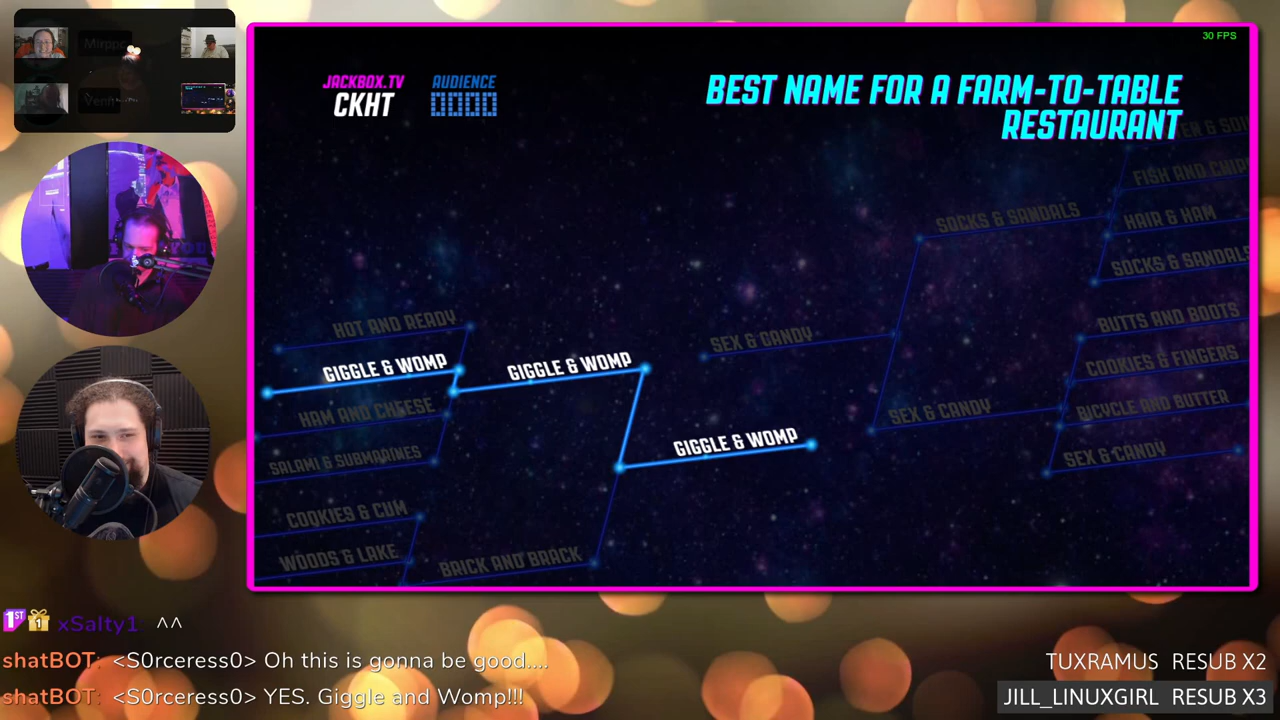 30 FPS
JACKBOX.TV
CKHT
AUDIENCE
BEST NAME FOR A FARM-TO-TABLE
RESTAURANT
FISH AND CHIPS
SOCKS & SANDALS
HAIR & HAM
SOCKS & SANDALS
HOT AND READY
SEX & CANDY
BUTTS AND BOOTS
GIGGLE & WOMP
GIGGLE & WOMP
COOKIES & FINGERS
HAM AND CHEESE
SEX & CANDY
BICYCLE AND BUTTER
GIGGLE & WOMP
SALAMI & SUBMARINES
SEX & CANDY
COOKIES & CUM
WOODS & LAKE
BRICK AND BRACK
1ST 1 xSalty1 ^^
shatBOT: <S0rceress0> Oh this is gonna be good....
shatBOT: <S0rceress0> YES. Giggle and Womp!!!
TUXRAMUS RESUB X2
JILL_LINUXGIRL RESUB X3